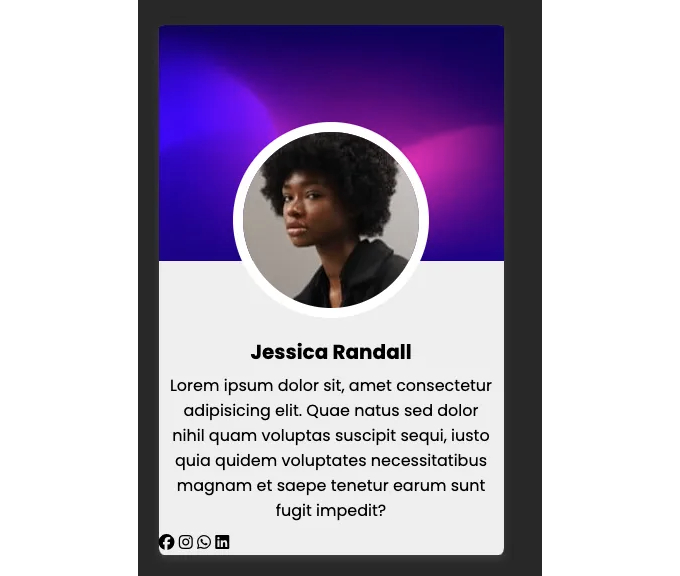 Jessica Randall
Lorem ipsum dolor sit, amet consectetur
adipisicing elit. Quae natus sed dolor
nihil quam voluptas suscipit sequi, iusto
quia quidem voluptates necessitatibus
magnam et saepe tenetur earum sunt
fugit impedit?